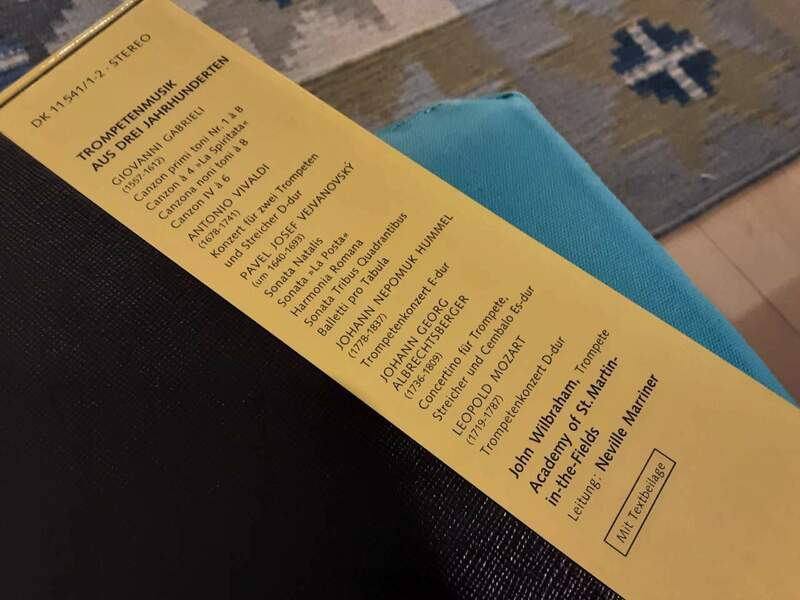 DK 11 541/1-2 · STEREO
TROMPETENMUSIK
AUS DREI JAHRHUNDERTEN
GIOVANNI GABRIELI
(1557-1612)
Canzon primi toni Nr. 1 à 8
Canzon à 4 »La Spiritata«
Canzona noni toni à 8
Canzon IV à 6
ANTONIO VIVALDI
(1678-1741)
Konzert für zwei Trompeten
und Streicher D-dur
PAVEL JOSEF VEJVANOVSKÝ
(um 1640-1693)
Sonata Natalis
Sonata »La Posta«
Harmonia Romana
Sonata Tribus Quadrantibus
Balletti pro Tabula
JOHANN NEPOMUK HUMMEL
(1778-1837)
Trompetenkonzert E-dur
JOHANN GEORG
ALBRECHTSBERGER
(1736-1809)
Concertino für Trompete,
Streicher und Cembalo Es-dur
LEOPOLD MOZART
(1719-1787)
Trompetenkonzert D-dur
John Wilbraham, Trompete
Academy of St. Martin-
in-the-Fields
Leitung: Neville Marriner
Mit Textbeilage